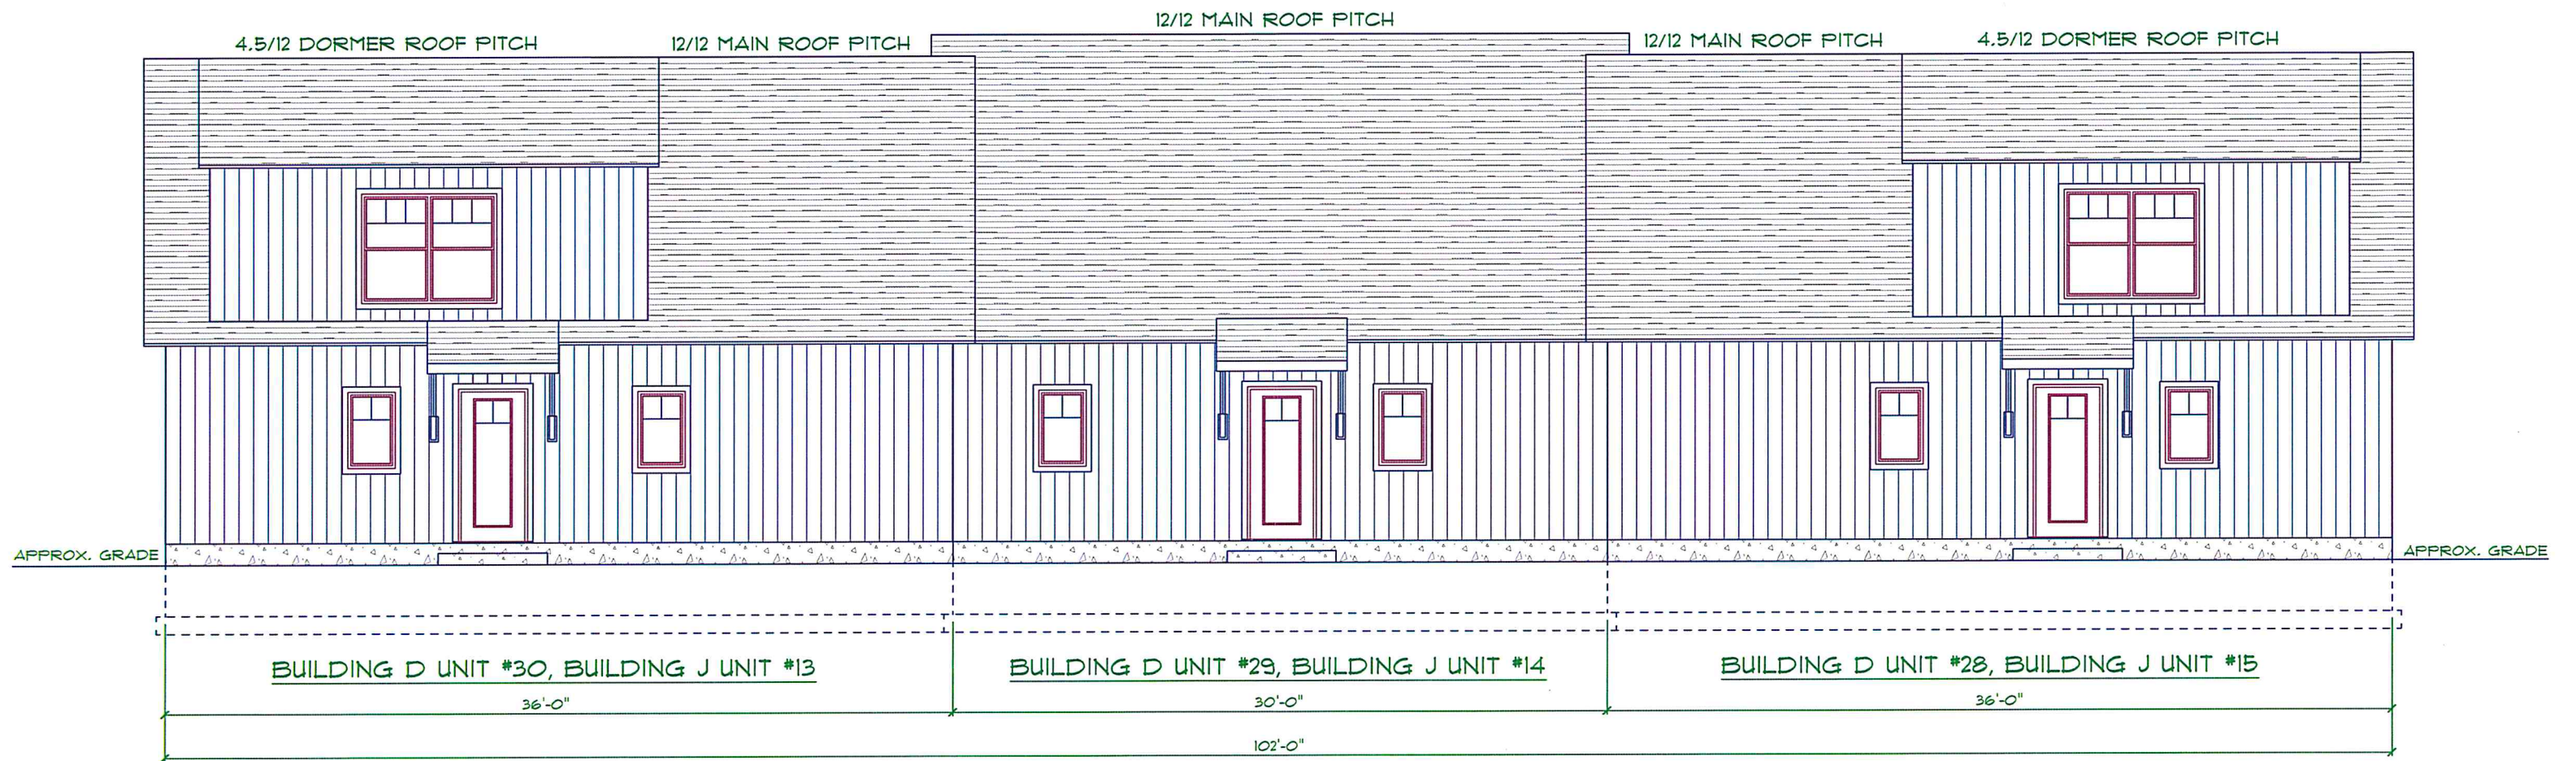 12/12 MAIN ROOF PITCH
4.5/12 DORMER ROOF PITCH
12/12 MAIN ROOF PITCH
12/12 MAIN ROOF PITCH
4.5/12 DORMER ROOF PITCH
APPROX. GRADE
APPROX. GRADE
BUILDING D UNIT #30, BUILDING J UNIT #13
BUILDING D UNIT #29, BUILDING J UNIT #14
BUILDING D UNIT #28, BUILDING J UNIT #15
36'-0"
30'-0"
36'-0"
102'-0"